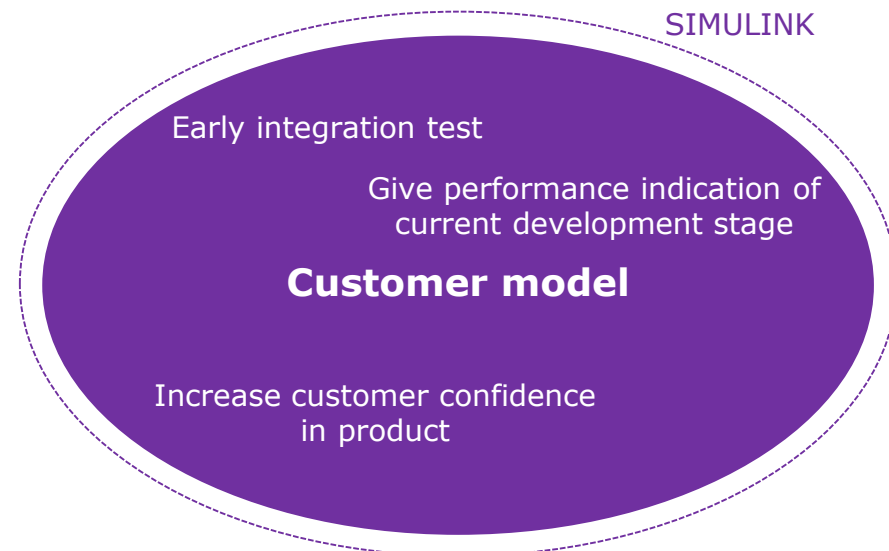 SIMULINK
Early integration test
Give performance indication of
current development stage
Customer model
Increase customer confidence
in product